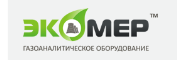 ЭКОМЕР™
ГАЗОАНАЛИТИЧЕСКОЕ ОБОРУДОВАНИЕ